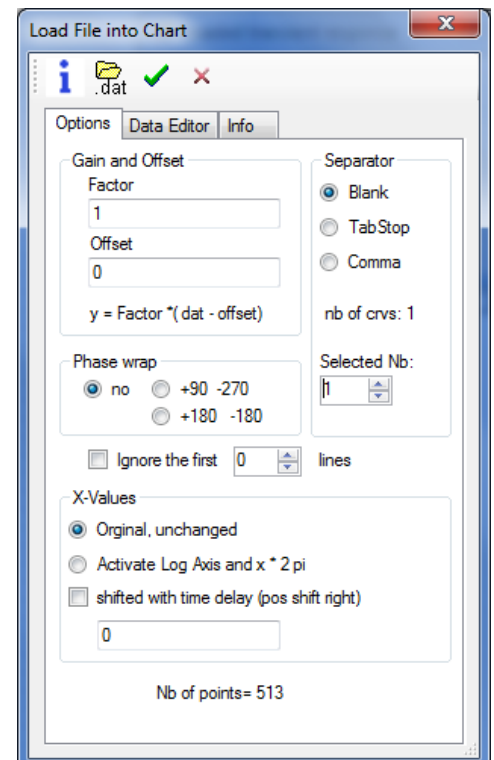 Load File into Chart
x
i .dat
Options Data Editor Info
Gain and Offset
Factor
1
Offset
0
y = Factor *( dat - offset)
Separator
Blank
TabStop
Comma
nb of crvs: 1
Phase wrap
no +90 -270
+180 -180
Selected Nb:
1
Ignore the first 0 lines
X-Values
Orginal, unchanged
Activate Log Axis and x * 2 pi
shifted with time delay (pos shift right)
0
Nb of points= 513